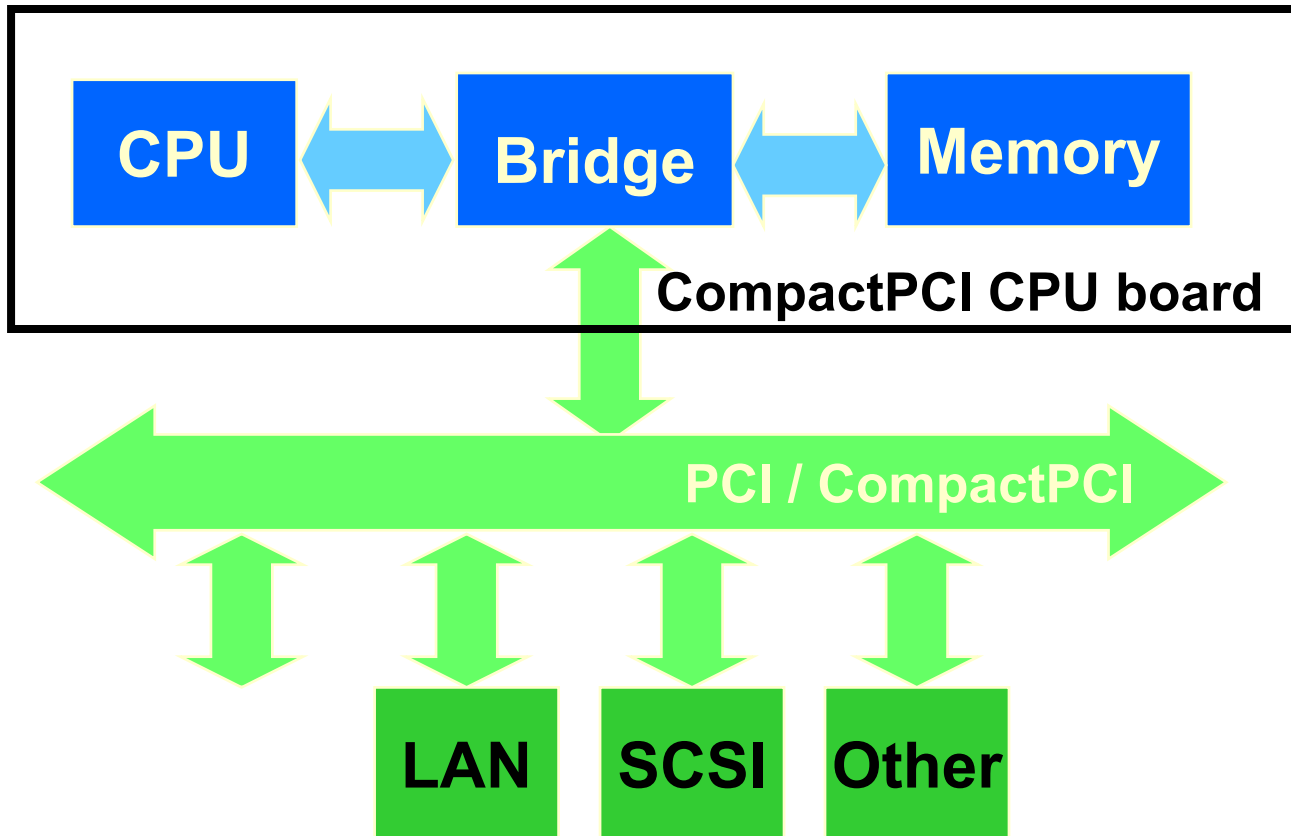 CPU
Bridge
Memory
CompactPCI CPU board
PCI / CompactPCI
LAN
SCSI
Other